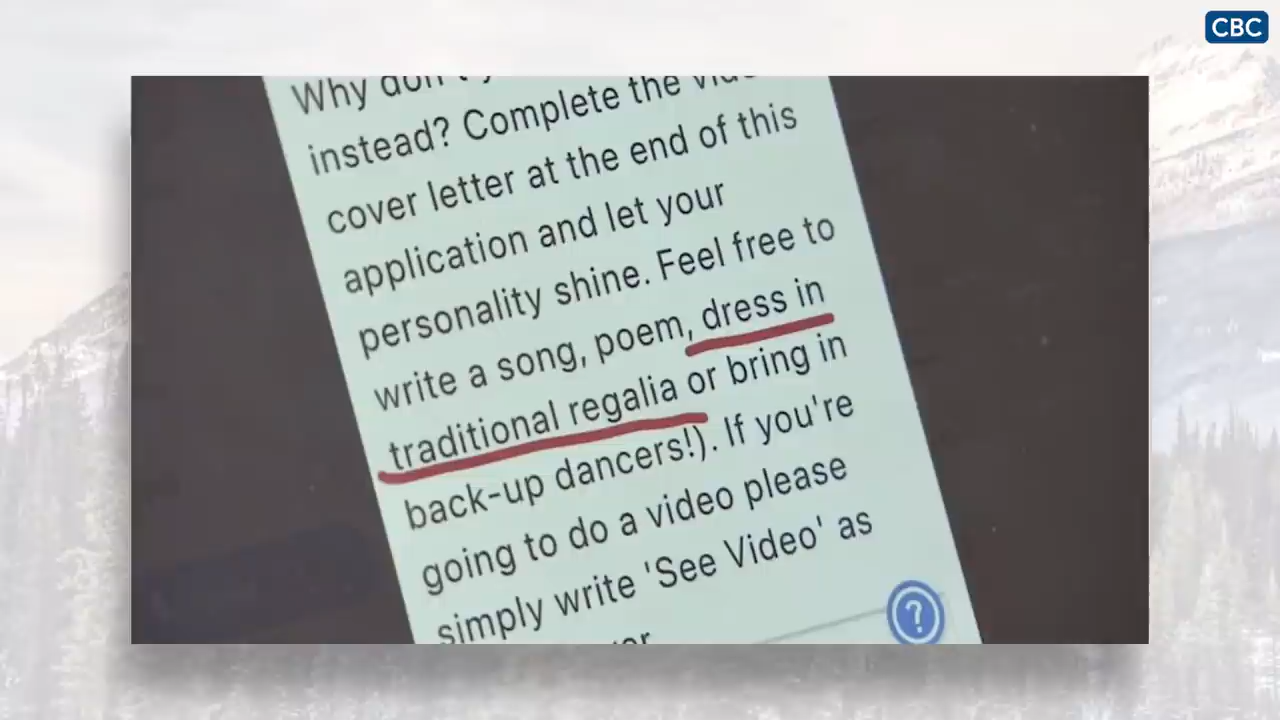 CBC
Why don't y
instead? Complete the
cover letter at the end of this
application and let your
personality shine. Feel free to
write a song, poem, dress in
traditional regalia or bring in
back-up dancers!). If you're
going to do a video please
simply write 'See Video' as
?